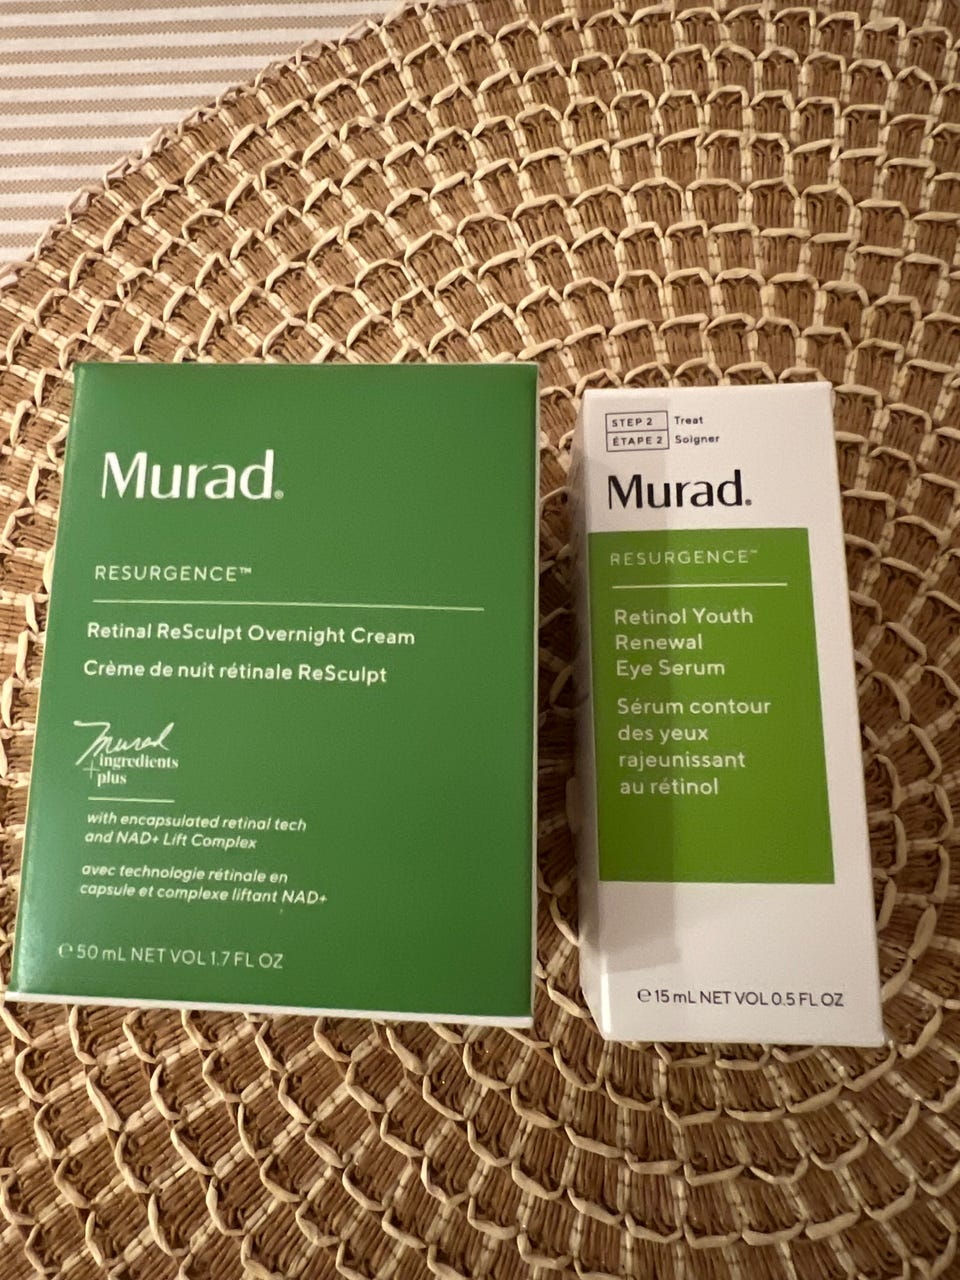 Murad.
RESURGENCE™
Retinal ReSculpt Overnight Cream
Crème de nuit rétinale ReSculpt
Murad
+ingredients
plus
with encapsulated retinal tech
and NAD+ Lift Complex
avec technologie rétinale en
capsule et complexe liftant NAD+
℮ 50 mL NET VOL 1.7 FL OZ
STEP 2 Treat
ÉTAPE 2 Soigner
Murad.
RESURGENCE™
Retinol Youth
Renewal
Eye Serum
Sérum contour
des yeux
rajeunissant
au rétinol
℮ 15 mL NET VOL 0.5 FL OZ